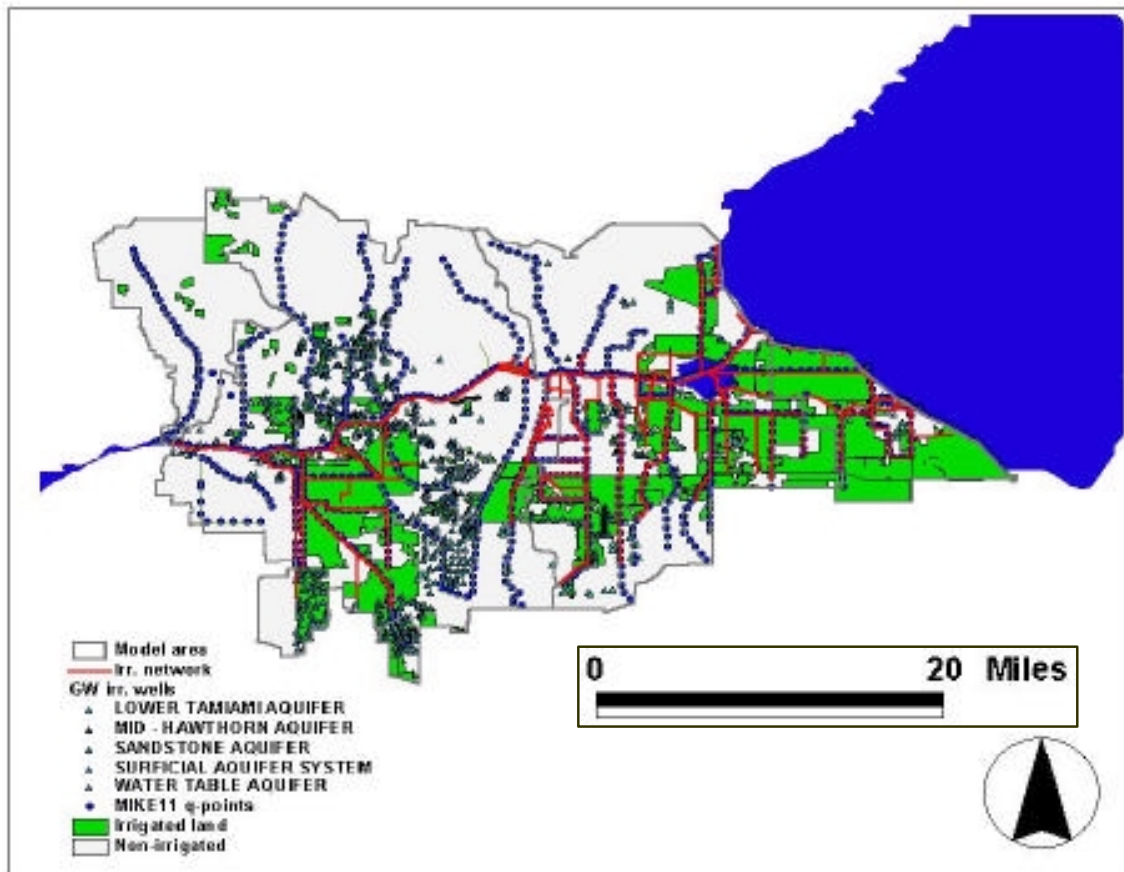 Model area
Irr. network
GW irr. wells
LOWER TAMIAMI AQUIFER
MID - HAWTHORN AQUIFER
SANDSTONE AQUIFER
SURFICIAL AQUIFER SYSTEM
WATER TABLE AQUIFER
MIKE11 q-points
Irrigated land
Non-irrigated
0 20 Miles